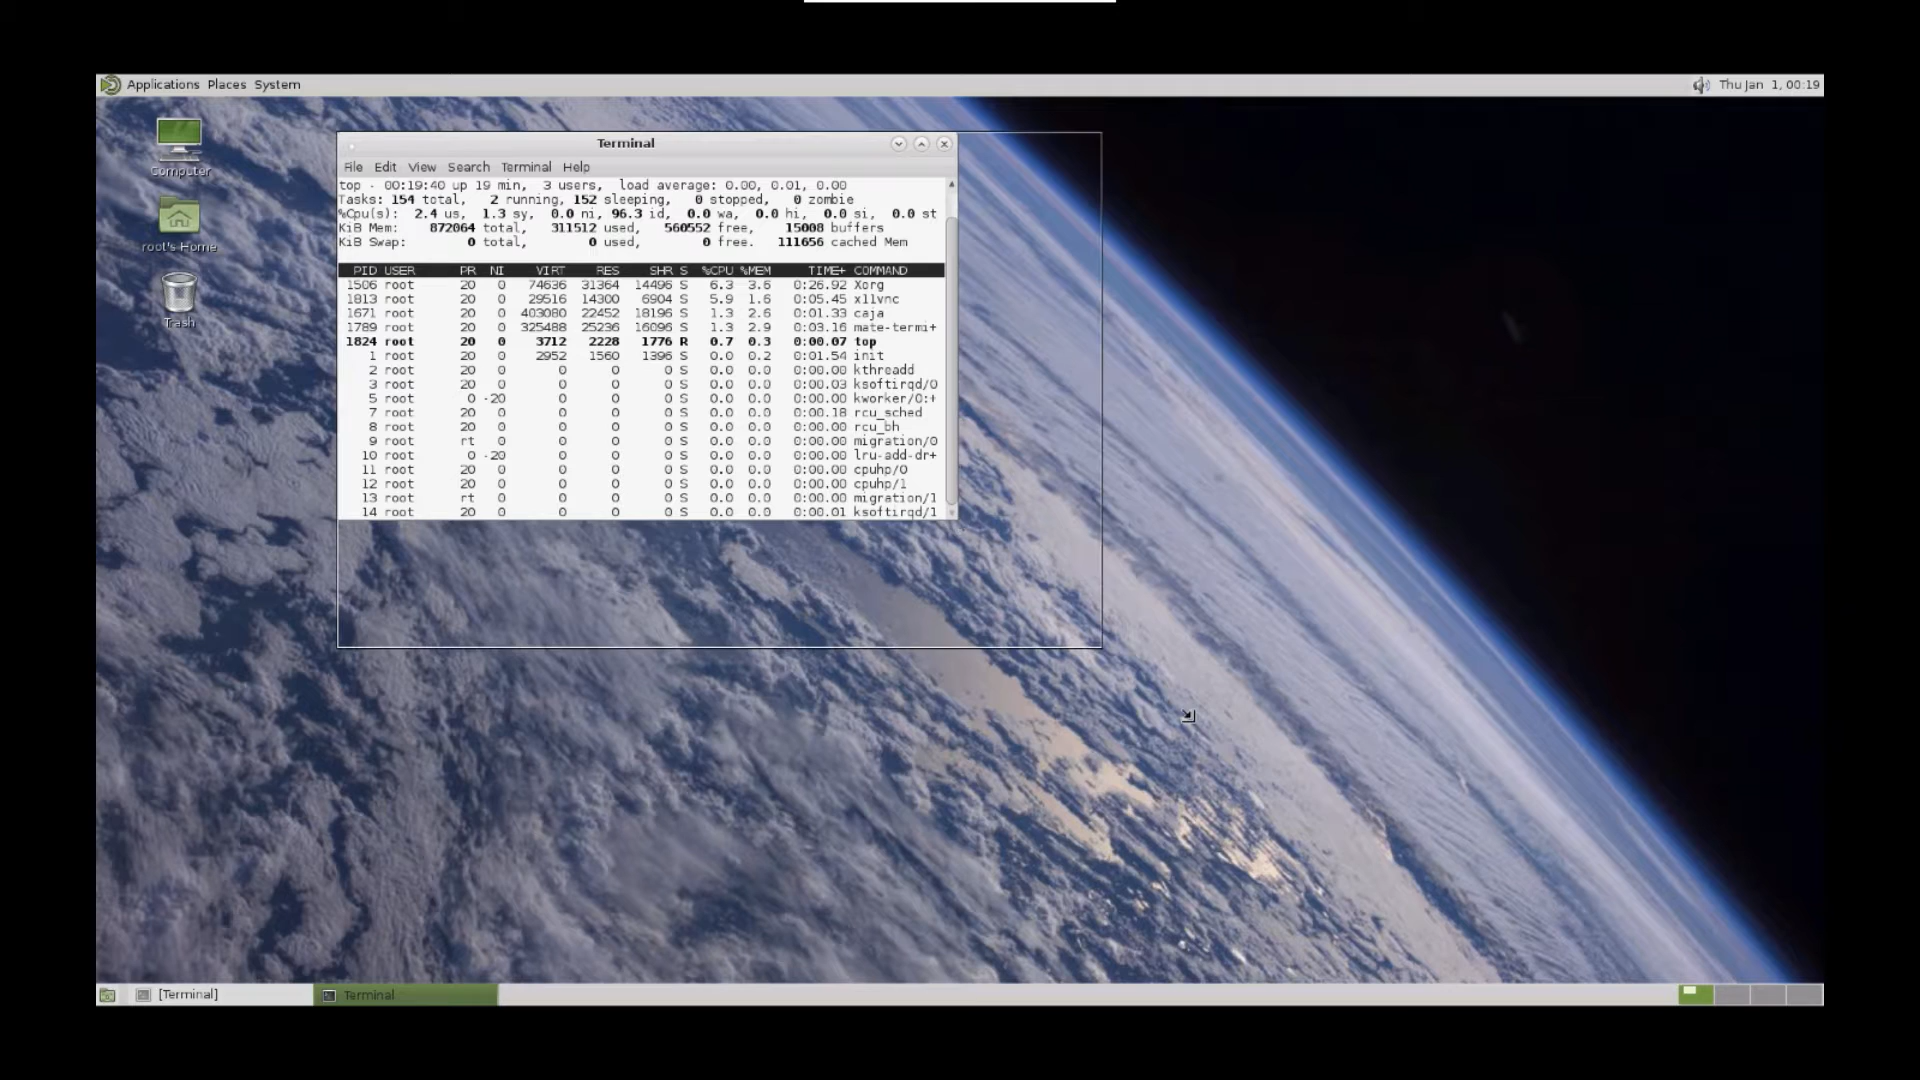 Applications Places System
Thu Jan 1, 00:19
Computer
root's Home
Trash
Terminal
File Edit View Search Terminal Help
top - 00:19:40 up 19 min, 3 users, load average: 0.00, 0.01, 0.00
Tasks: 154 total, 2 running, 152 sleeping, 0 stopped, 0 zombie
%Cpu(s): 2.4 us, 1.3 sy, 0.0 ni, 96.3 id, 0.0 wa, 0.0 hi, 0.0 si, 0.0 st
KiB Mem: 872064 total, 311512 used, 560552 free, 15008 buffers
KiB Swap: 0 total, 0 used, 0 free. 111656 cached Mem
PID USER PR NI VIRT RES SHR S %CPU %MEM TIME+ COMMAND
1506 root 20 0 74636 31364 14496 S 6.3 3.6 0:26.92 Xorg
1813 root 20 0 29516 14300 6904 S 5.9 1.6 0:05.45 x11vnc
1671 root 20 0 403080 22452 18196 S 1.3 2.6 0:01.33 caja
1789 root 20 0 325488 25236 16096 S 1.3 2.9 0:03.16 mate-termi+
1824 root 20 0 3712 2228 1776 R 0.7 0.3 0:00.07 top
1 root 20 0 2952 1560 1396 S 0.0 0.2 0:01.54 init
2 root 20 0 0 0 0 S 0.0 0.0 0:00.00 kthreadd
3 root 20 0 0 0 0 S 0.0 0.0 0:00.03 ksoftirqd/0
5 root 0 -20 0 0 0 S 0.0 0.0 0:00.00 kworker/0:+
7 root 20 0 0 0 0 S 0.0 0.0 0:00.18 rcu_sched
8 root 20 0 0 0 0 S 0.0 0.0 0:00.00 rcu_bh
9 root rt 0 0 0 0 S 0.0 0.0 0:00.00 migration/0
10 root 0 -20 0 0 0 S 0.0 0.0 0:00.00 lru-add-dr+
11 root 20 0 0 0 0 S 0.0 0.0 0:00.00 cpuhp/0
12 root 20 0 0 0 0 S 0.0 0.0 0:00.00 cpuhp/1
13 root rt 0 0 0 0 S 0.0 0.0 0:00.00 migration/1
14 root 20 0 0 0 0 S 0.0 0.0 0:00.01 ksoftirqd/1
[Terminal]
Terminal